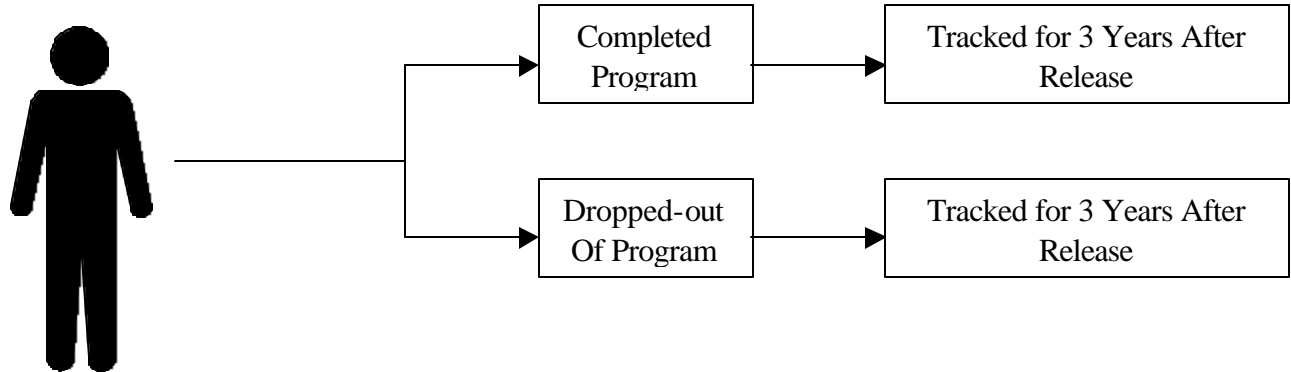 Completed
Program
Tracked for 3 Years After
Release
Dropped-out
Of Program
Tracked for 3 Years After
Release